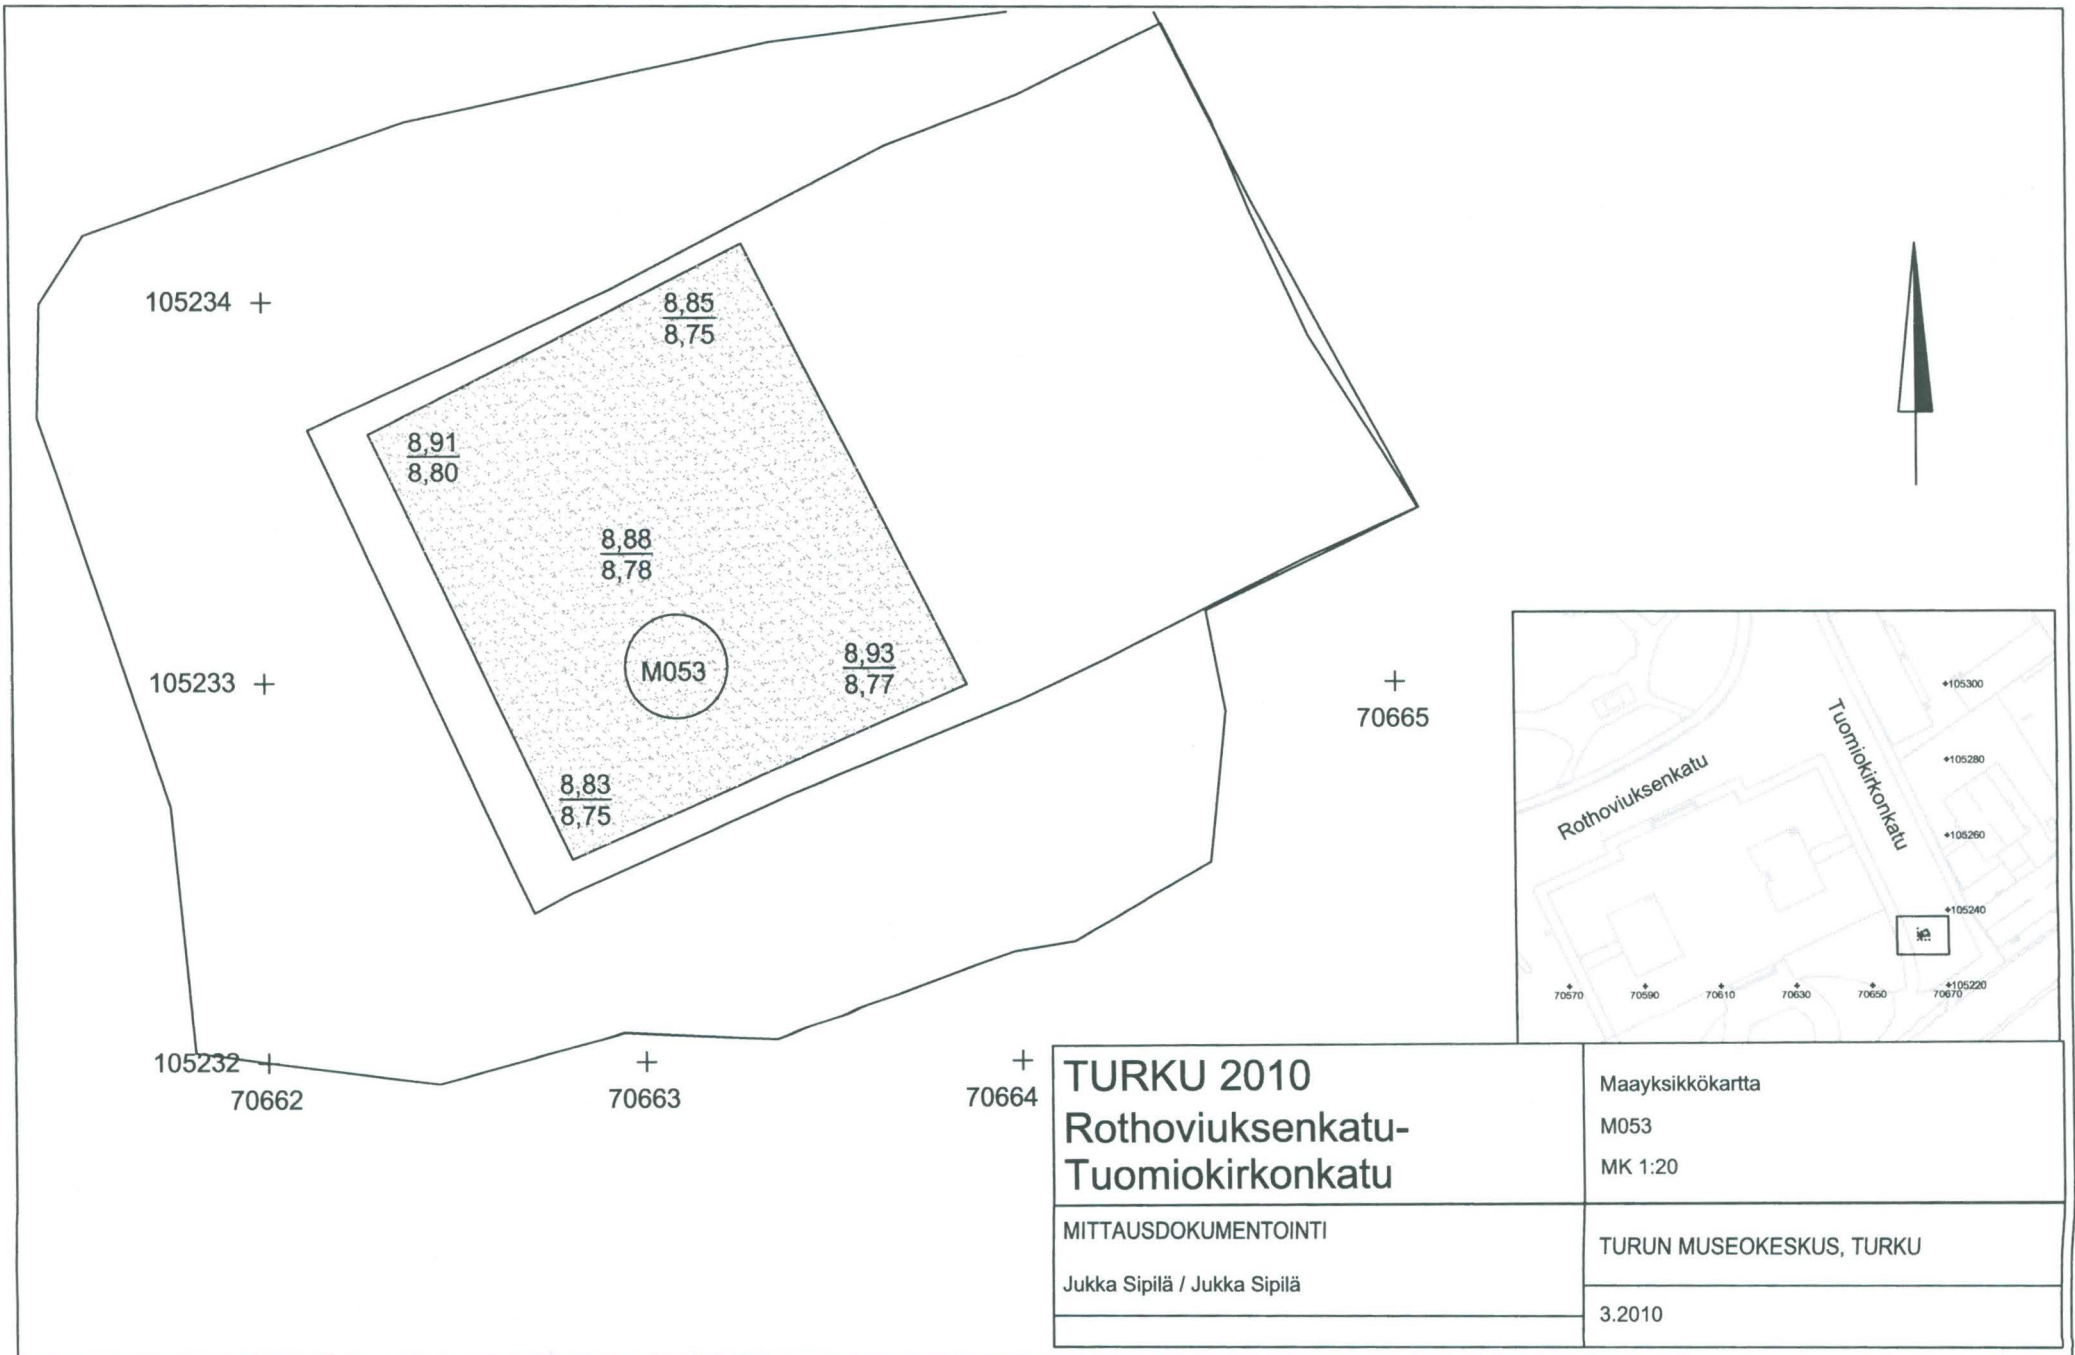 105234
8,85
8,75
8,91
8,80
8,88
8,78
M053
8,93
8,77
105233
70665
8,83
8,75
105232
70662
70663
70664
Rothoviuksenkatu
Tuomiokirkonkatu
105300
105280
105260
105240
105220
70570
70590
70610
70630
70650
70670
TURKU 2010
Rothoviuksenkatu-
Tuomiokirkonkatu
Maayksikkökartta
M053
MK 1:20
MITTAUSDOKUMENTOINTI
Jukka Sipilä / Jukka Sipilä
TURUN MUSEOKESKUS, TURKU
3.2010